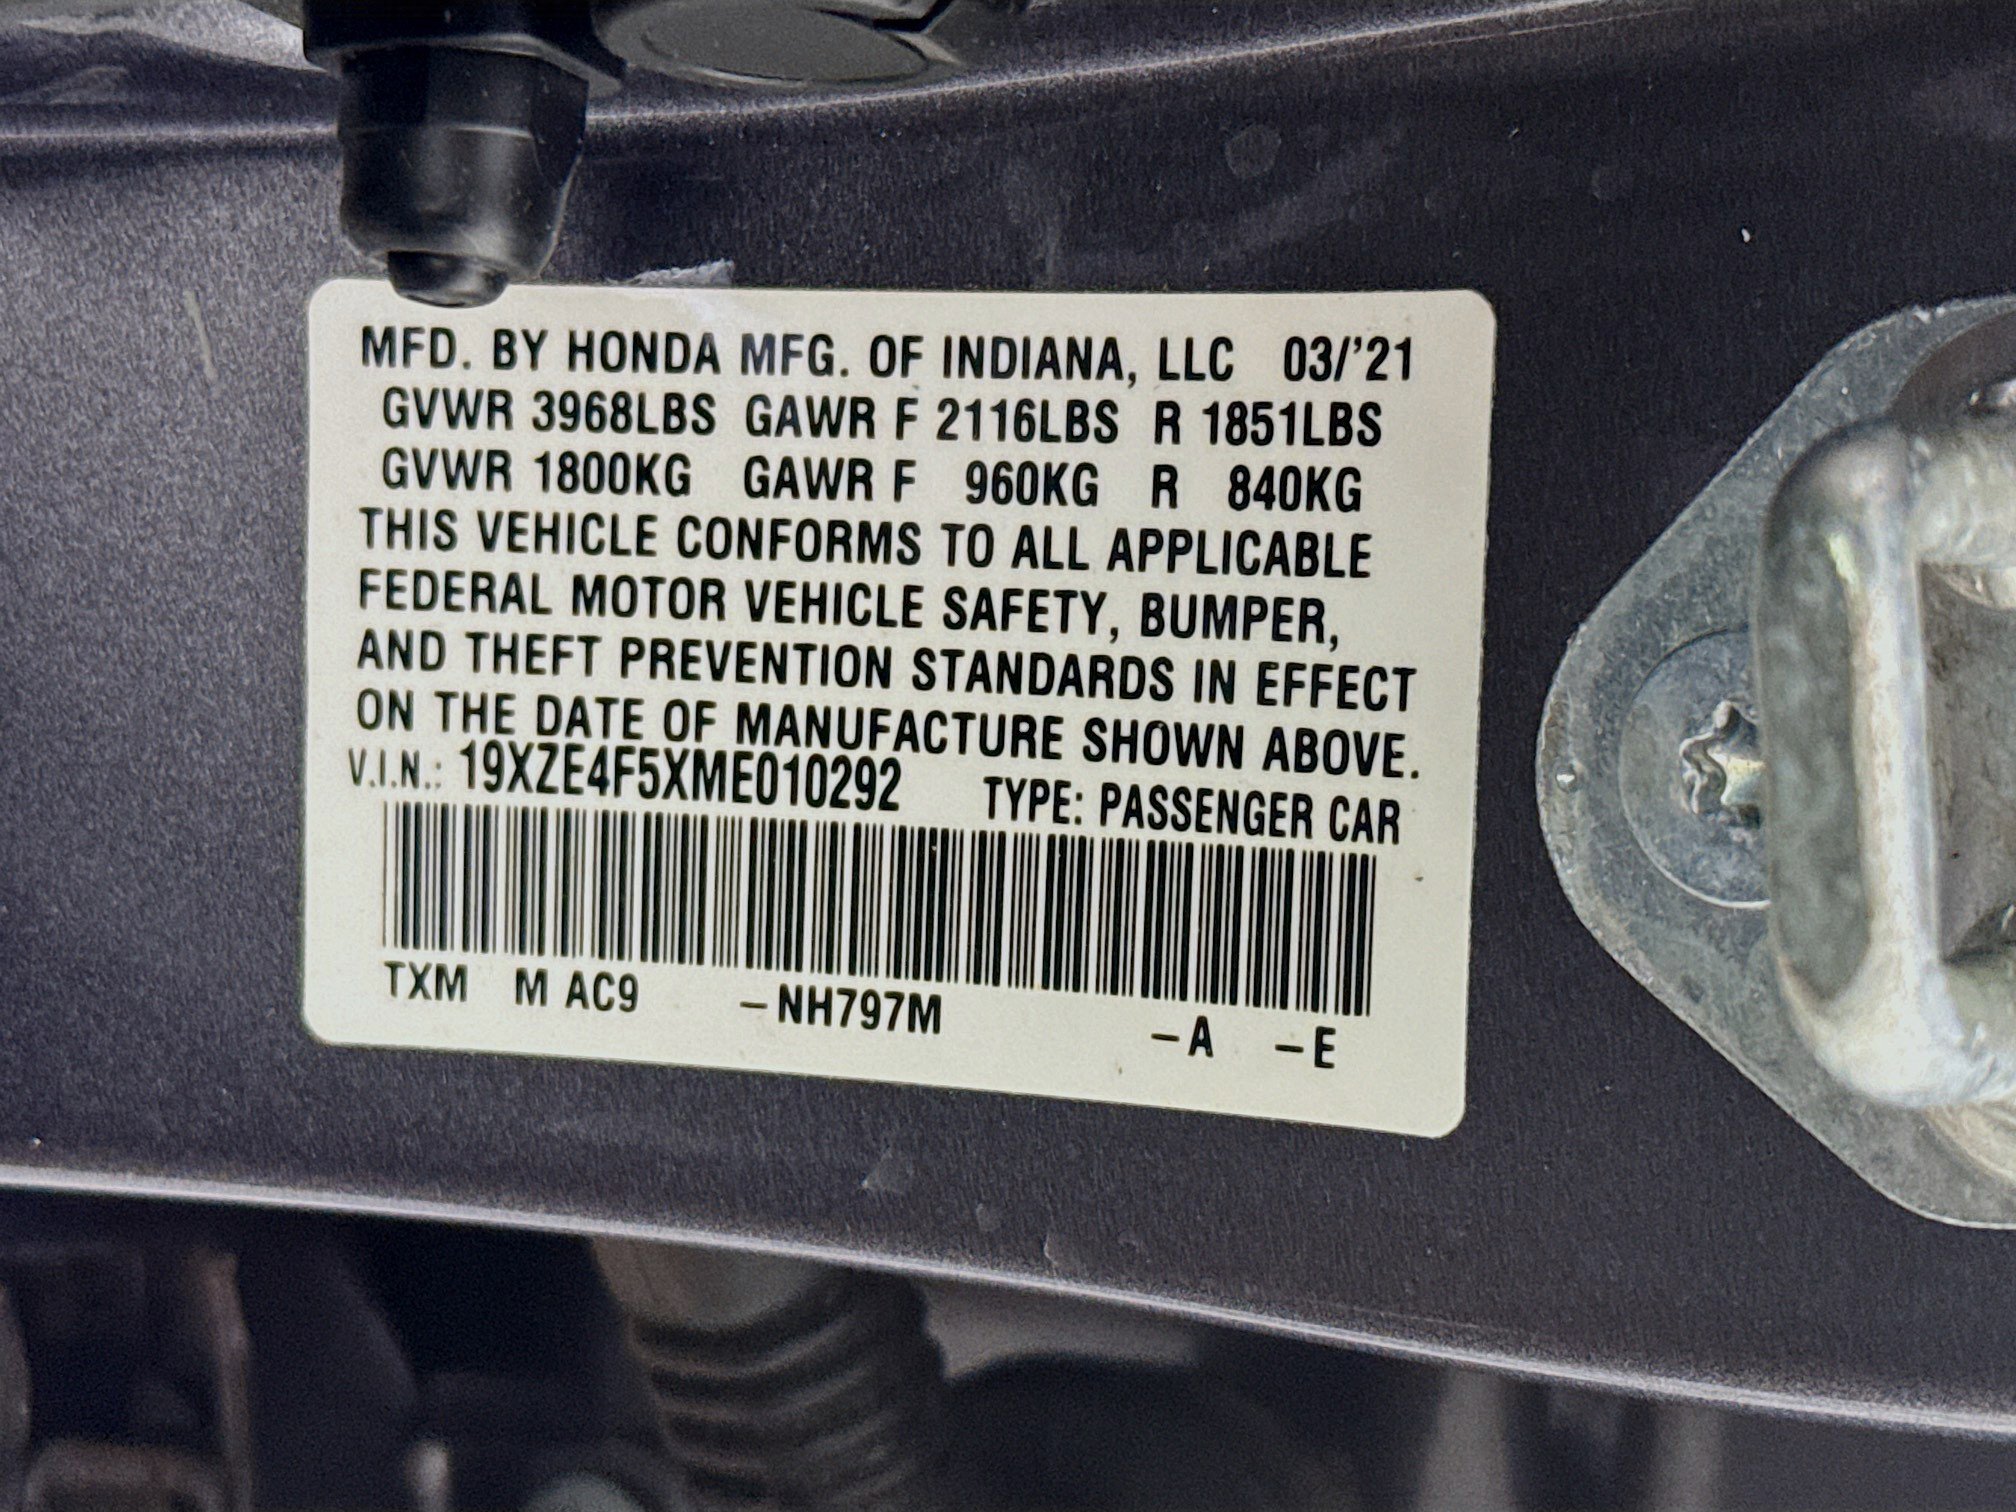 MFD. BY HONDA MFG. OF INDIANA, LLC 03/'21
GVWR 3968LBS GAWR F 2116LBS R 1851LBS
GVWR 1800KG GAWR F 960KG R 840KG
THIS VEHICLE CONFORMS TO ALL APPLICABLE
FEDERAL MOTOR VEHICLE SAFETY, BUMPER,
AND THEFT PREVENTION STANDARDS IN EFFECT
ON THE DATE OF MANUFACTURE SHOWN ABOVE.
V.I.N.: 19XZE4F5XME010292 TYPE: PASSENGER CAR
TXM M AC9 –NH797M –A –E